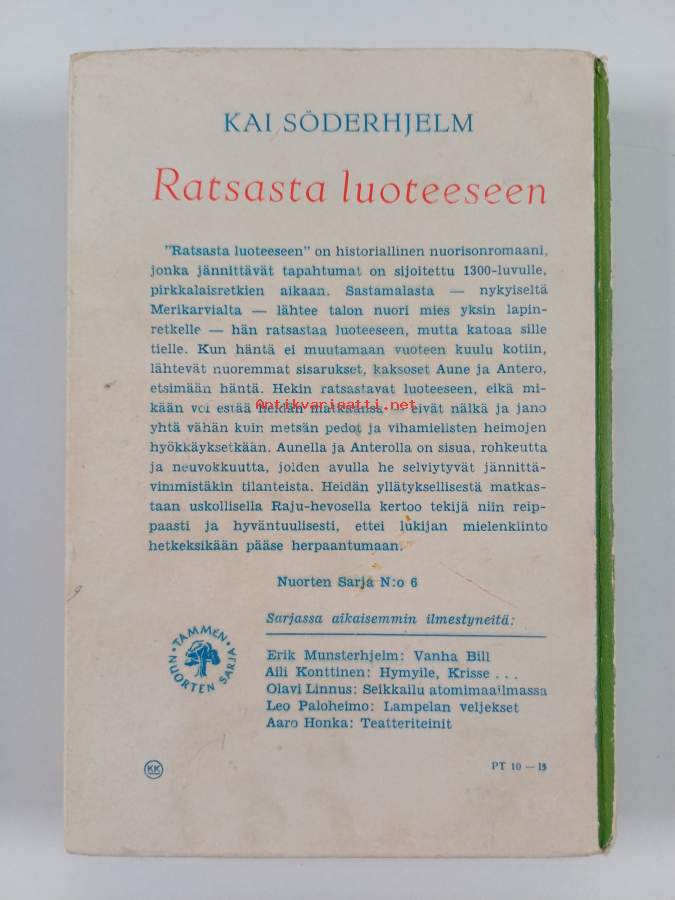 KAI SÖDERHJELM
Ratsasta luoteeseen
"Ratsasta luoteeseen" on historiallinen nuorisonromaani,
jonka jännittävät tapahtumat on sijoitettu 1300-luvulle,
pirkkalaisretkien aikaan. Sastamalasta — nykyiseltä
Merikarvialta — lähtee talon nuori mies yksin lapin-
retkelle — hän ratsastaa luoteeseen, mutta katoaa sille
tielle. Kun häntä ei muutamaan vuoteen kuulu kotiin,
lähtevät nuoremmat sisarukset, kaksoset Aune ja Antero,
etsimään häntä. Hekin ratsastavat luoteeseen, eikä mi-
kään voi estää heidän matkaansa — eivät nälkä ja jano
Antikvariaatti.net
yhtä vähän kuin metsän pedot ja vihamielisten heimojen
hyökkäyksetkään. Aunella ja Anterolla on sisua, rohkeutta
ja neuvokkuutta, joiden avulla he selviytyvät jännittä-
vimmistäkin tilanteista. Heidän yllätyksellisestä matkas-
taan uskollisella Raju-hevosella kertoo tekijä niin reip-
paasti ja hyväntuulisesti, ettei lukijan mielenkiinto
hetkeksikään pääse herpaantumaan.
Nuorten Sarja N:o 6
Sarjassa aikaisemmin ilmestyneitä:
TAMMEN NUORTEN SARJA
Erik Munsterhjelm: Vanha Bill
Aili Konttinen: Hymyile, Krisse . . .
Olavi Linnus: Seikkailu atomimaailmassa
Leo Paloheimo: Lampelan veljekset
Aaro Honka: Teatteriteinit
KK
PT 10 — 15